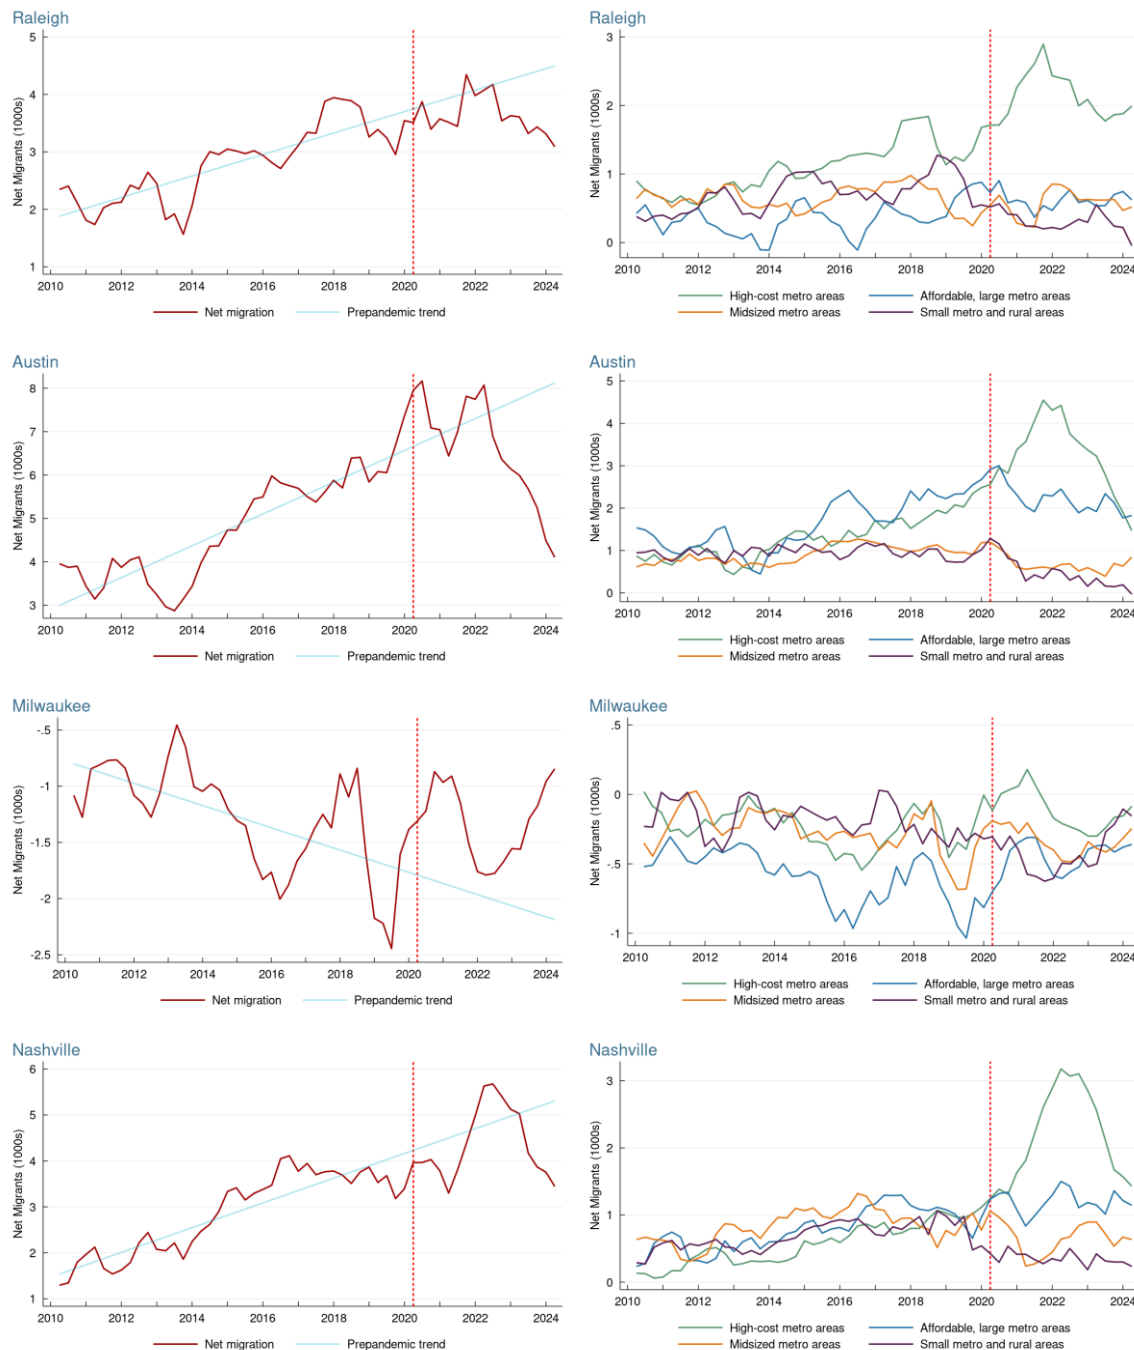 Raleigh
Net Migrants (1000s)
5
4
3
2
1
2010 2012 2014 2016 2018 2020 2022 2024
Net migration Prepandemic trend
Raleigh
Net Migrants (1000s)
3
2
1
0
2010 2012 2014 2016 2018 2020 2022 2024
High-cost metro areas Affordable, large metro areas
Midsized metro areas Small metro and rural areas
Austin
Net Migrants (1000s)
8
7
6
5
4
3
2010 2012 2014 2016 2018 2020 2022 2024
Net migration Prepandemic trend
Austin
Net Migrants (1000s)
5
4
3
2
1
0
2010 2012 2014 2016 2018 2020 2022 2024
High-cost metro areas Affordable, large metro areas
Midsized metro areas Small metro and rural areas
Milwaukee
Net Migrants (1000s)
-.5
-1
-1.5
-2
-2.5
2010 2012 2014 2016 2018 2020 2022 2024
Net migration Prepandemic trend
Milwaukee
Net Migrants (1000s)
.5
0
-.5
-1
2010 2012 2014 2016 2018 2020 2022 2024
High-cost metro areas Affordable, large metro areas
Midsized metro areas Small metro and rural areas
Nashville
Net Migrants (1000s)
6
5
4
3
2
1
2010 2012 2014 2016 2018 2020 2022 2024
Net migration Prepandemic trend
Nashville
Net Migrants (1000s)
3
2
1
0
2010 2012 2014 2016 2018 2020 2022 2024
High-cost metro areas Affordable, large metro areas
Midsized metro areas Small metro and rural areas